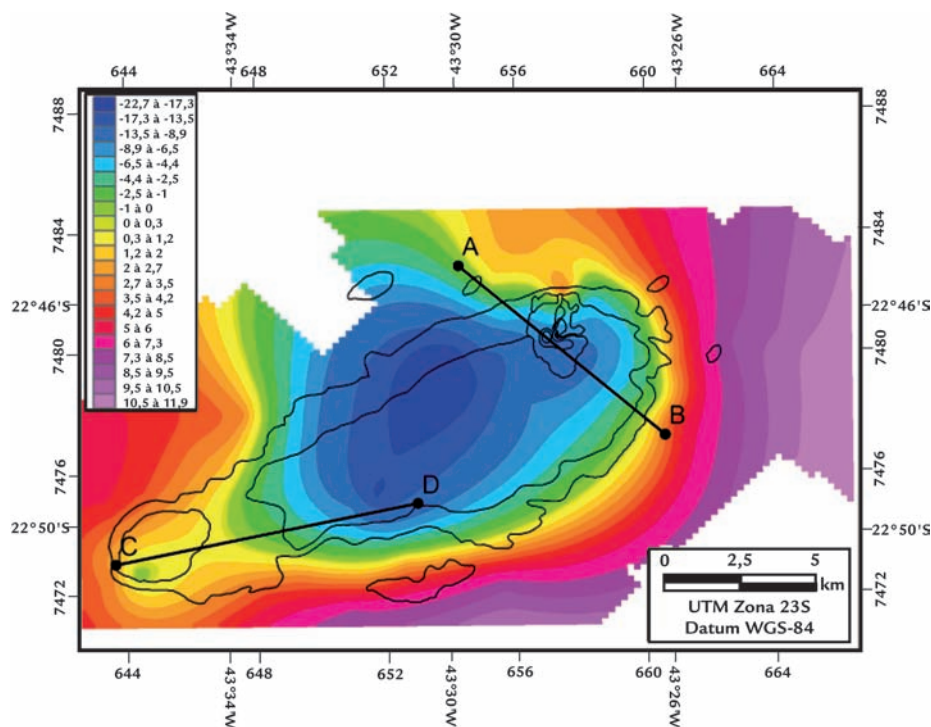 43°34'W
43°30'W
43°26'W
644
648
652
656
660
664
7488
7484
22°46'S
7480
7476
22°50'S
7472
-22,7 à -17,3
-17,3 à -13,5
-13,5 à -8,9
-8,9 à -6,5
-6,5 à -4,4
-4,4 à -2,5
-2,5 à -1
-1 à 0
0 à 0,3
0,3 à 1,2
1,2 à 2
2 à 2,7
2,7 à 3,5
3,5 à 4,2
4,2 à 5
5 à 6
6 à 7,3
7,3 à 8,5
8,5 à 9,5
9,5 à 10,5
10,5 à 11,9
A
B
D
C
7488
7484
22°46'S
7480
7476
22°50'S
7472
0 2,5 5
km
UTM Zona 23S
Datum WGS-84
644
648
652
656
660
664
43°34'W
43°30'W
43°26'W